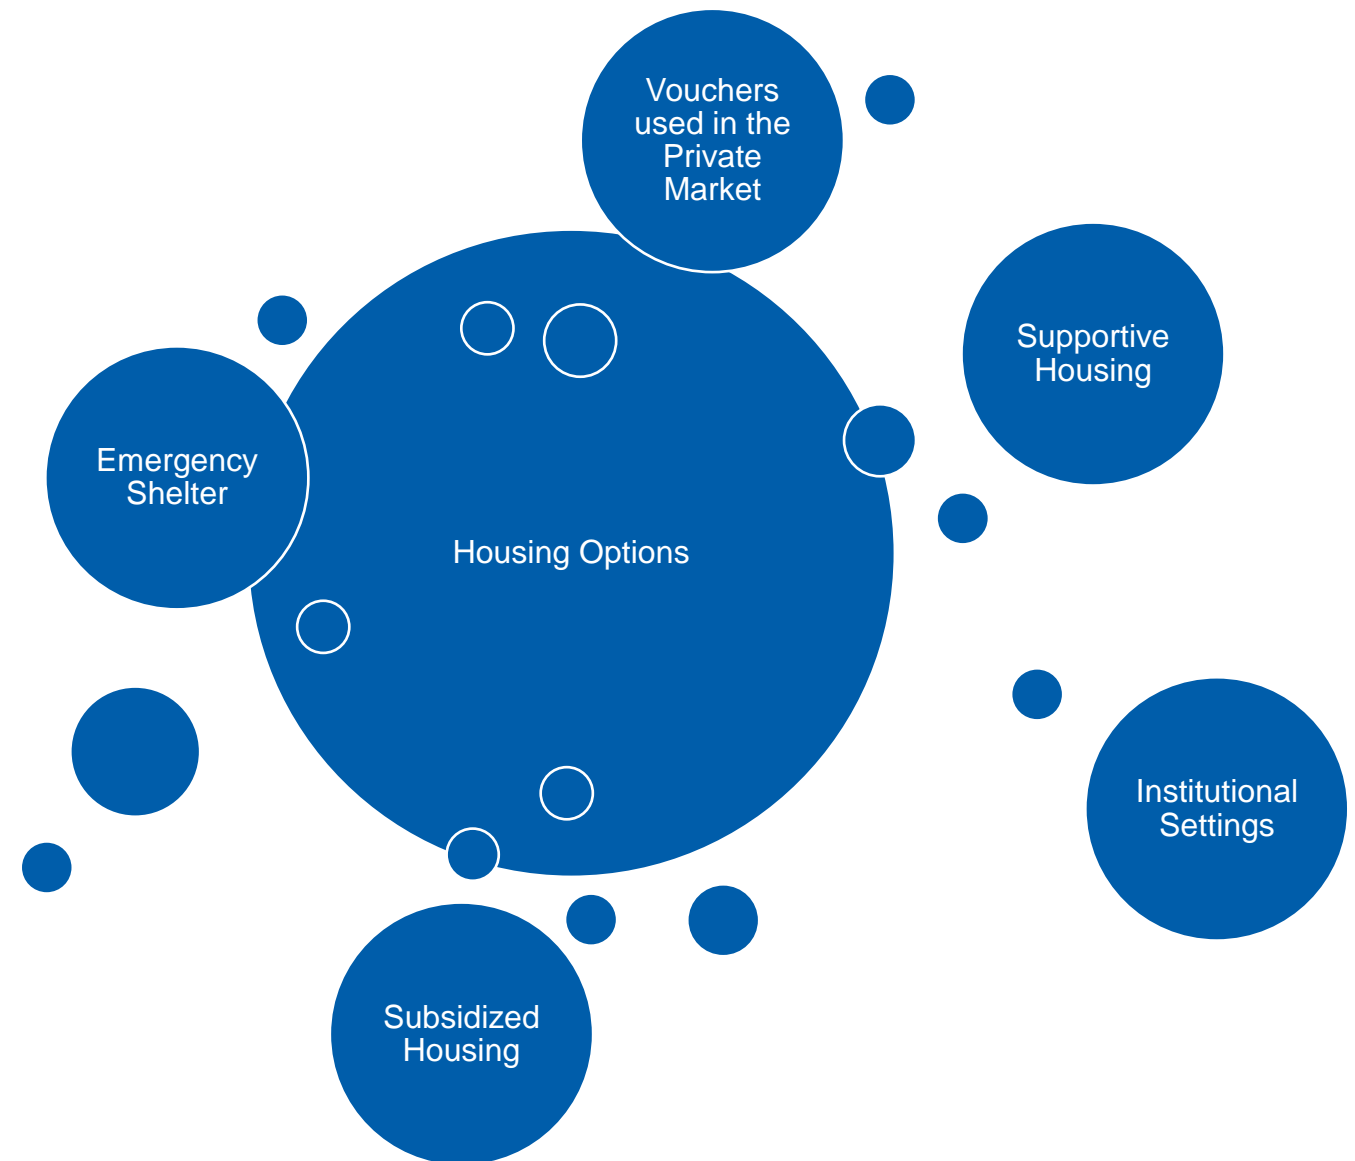 Vouchers
used in the
Private
Market
Supportive
Housing
Emergency
Shelter
Housing Options
Institutional
Settings
Subsidized
Housing